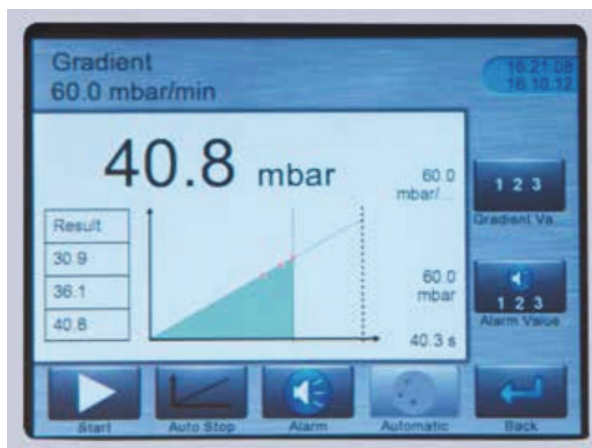 Gradient
60.0 mbar/min
16:21:08
16.10.12
40.8 mbar
60.0
mbar/...
1 2 3
Gradient Va...
Result
30.9
36.1
40.8
60.0
mbar
40.3 s
1 2 3
Alarm Value
Start
Auto Stop
Alarm
Automatic
Back